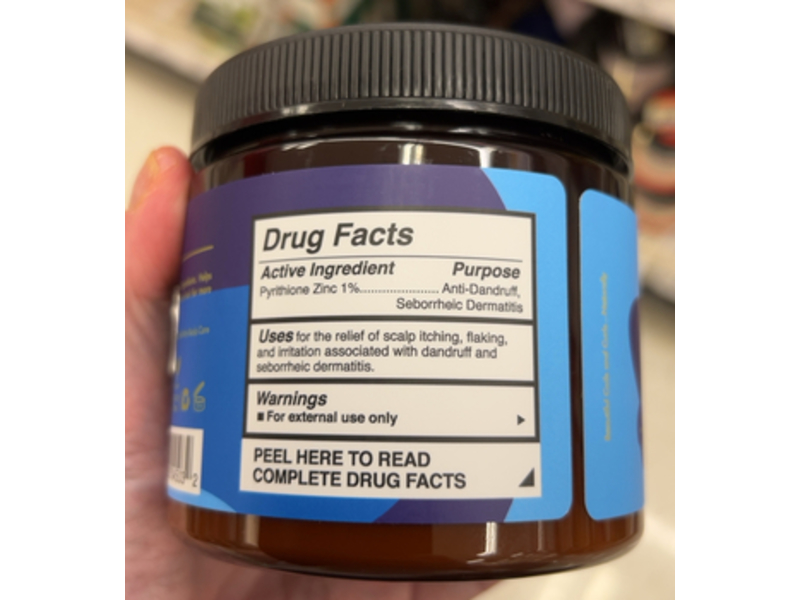 Drug Facts
Active Ingredient Purpose
Pyrithione Zinc 1%........................ Anti-Dandruff,
Seborrheic Dermatitis
Uses for the relief of scalp itching, flaking,
and irritation associated with dandruff and
seborrheic dermatitis.
Warnings
■ For external use only
PEEL HERE TO READ
COMPLETE DRUG FACTS
2